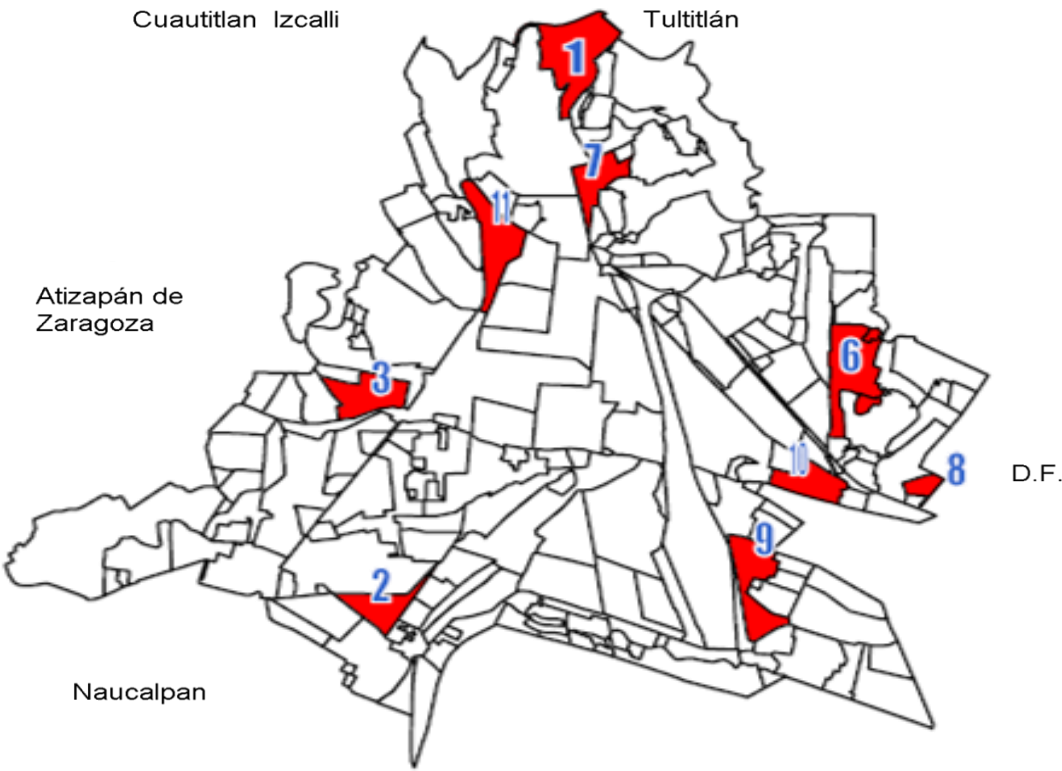 Cuautitlan Izcalli
Tultitlán
1
7
11
Atizapán de
Zaragoza
6
3
10
8
D.F.
9
2
Naucalpan